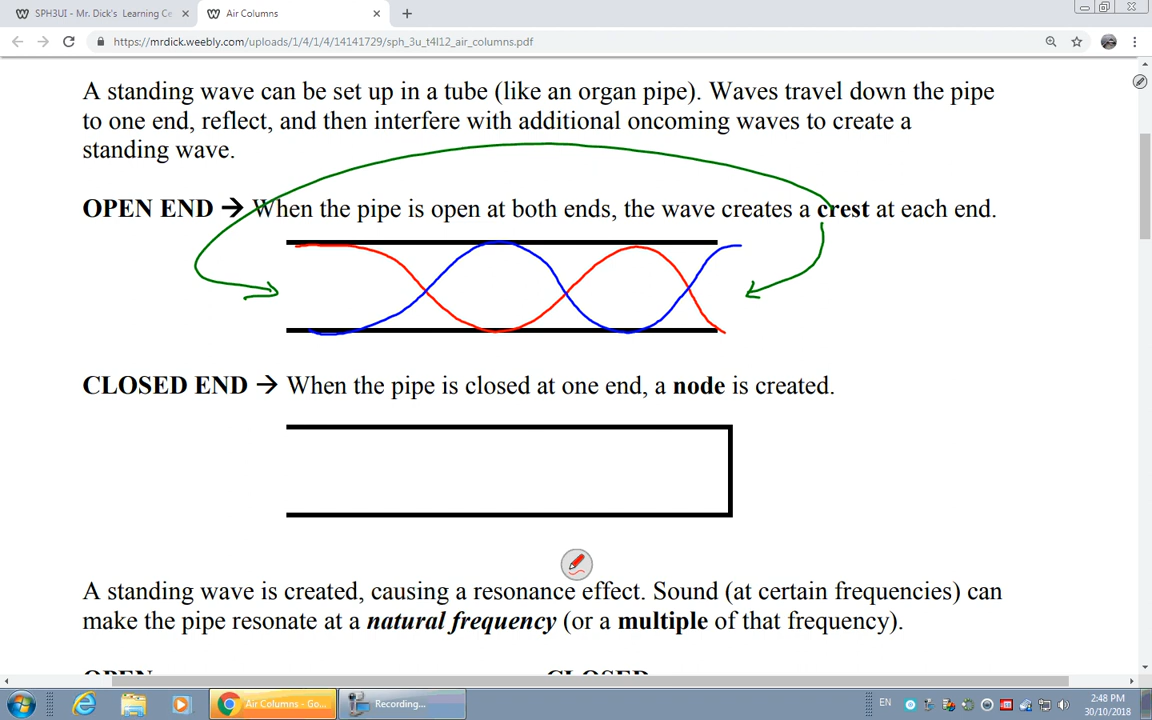 SPH3UI - Mr. Dick's Learning Ce
Air Columns
https://mrdick.weebly.com/uploads/1/4/1/4/14141729/sph_3u_t4l12_air_columns.pdf
A standing wave can be set up in a tube (like an organ pipe). Waves travel down the pipe
to one end, reflect, and then interfere with additional oncoming waves to create a
standing wave.
OPEN END → When the pipe is open at both ends, the wave creates a crest at each end.
CLOSED END → When the pipe is closed at one end, a node is created.
A standing wave is created, causing a resonance effect. Sound (at certain frequencies) can
make the pipe resonate at a natural frequency (or a multiple of that frequency).
OPEN CLOSED
Air Columns - Go...
Recording...
EN
2:48 PM
30/10/2018